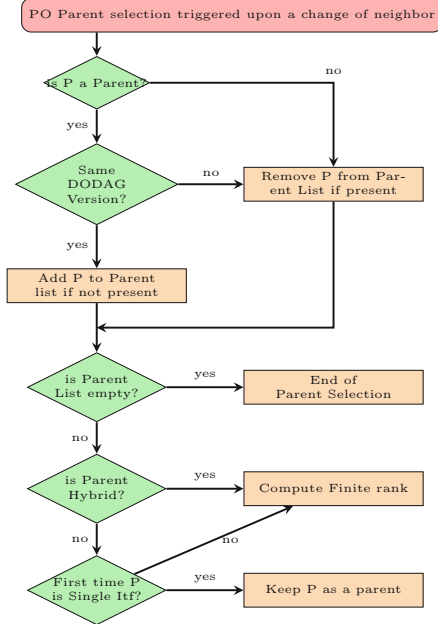 PO Parent selection triggered upon a change of neighbor
is P a Parent?
no
yes
Same
DODAG
Version?
no
Remove P from Par-
ent List if present
yes
Add P to Parent
list if not present
is Parent
List empty?
yes
End of
Parent Selection
no
is Parent
Hybrid?
yes
Compute Finite rank
no
no
First time P
is Single Itf?
yes
Keep P as a parent